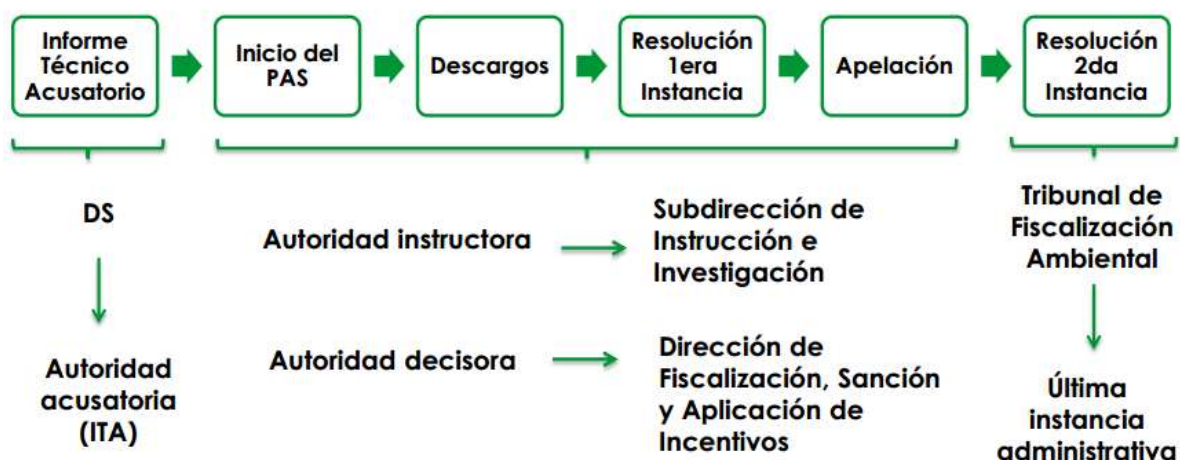 Informe
Técnico
Acusatorio
Inicio del
PAS
Descargos
Resolución
1era
Instancia
Apelación
Resolución
2da
Instancia
DS
Autoridad
acusatoria
(ITA)
Autoridad instructora
Subdirección de
Instrucción e
Investigación
Autoridad decisora
Dirección de
Fiscalización, Sanción
y Aplicación de
Incentivos
Tribunal de
Fiscalización
Ambiental
Última
instancia
administrativa